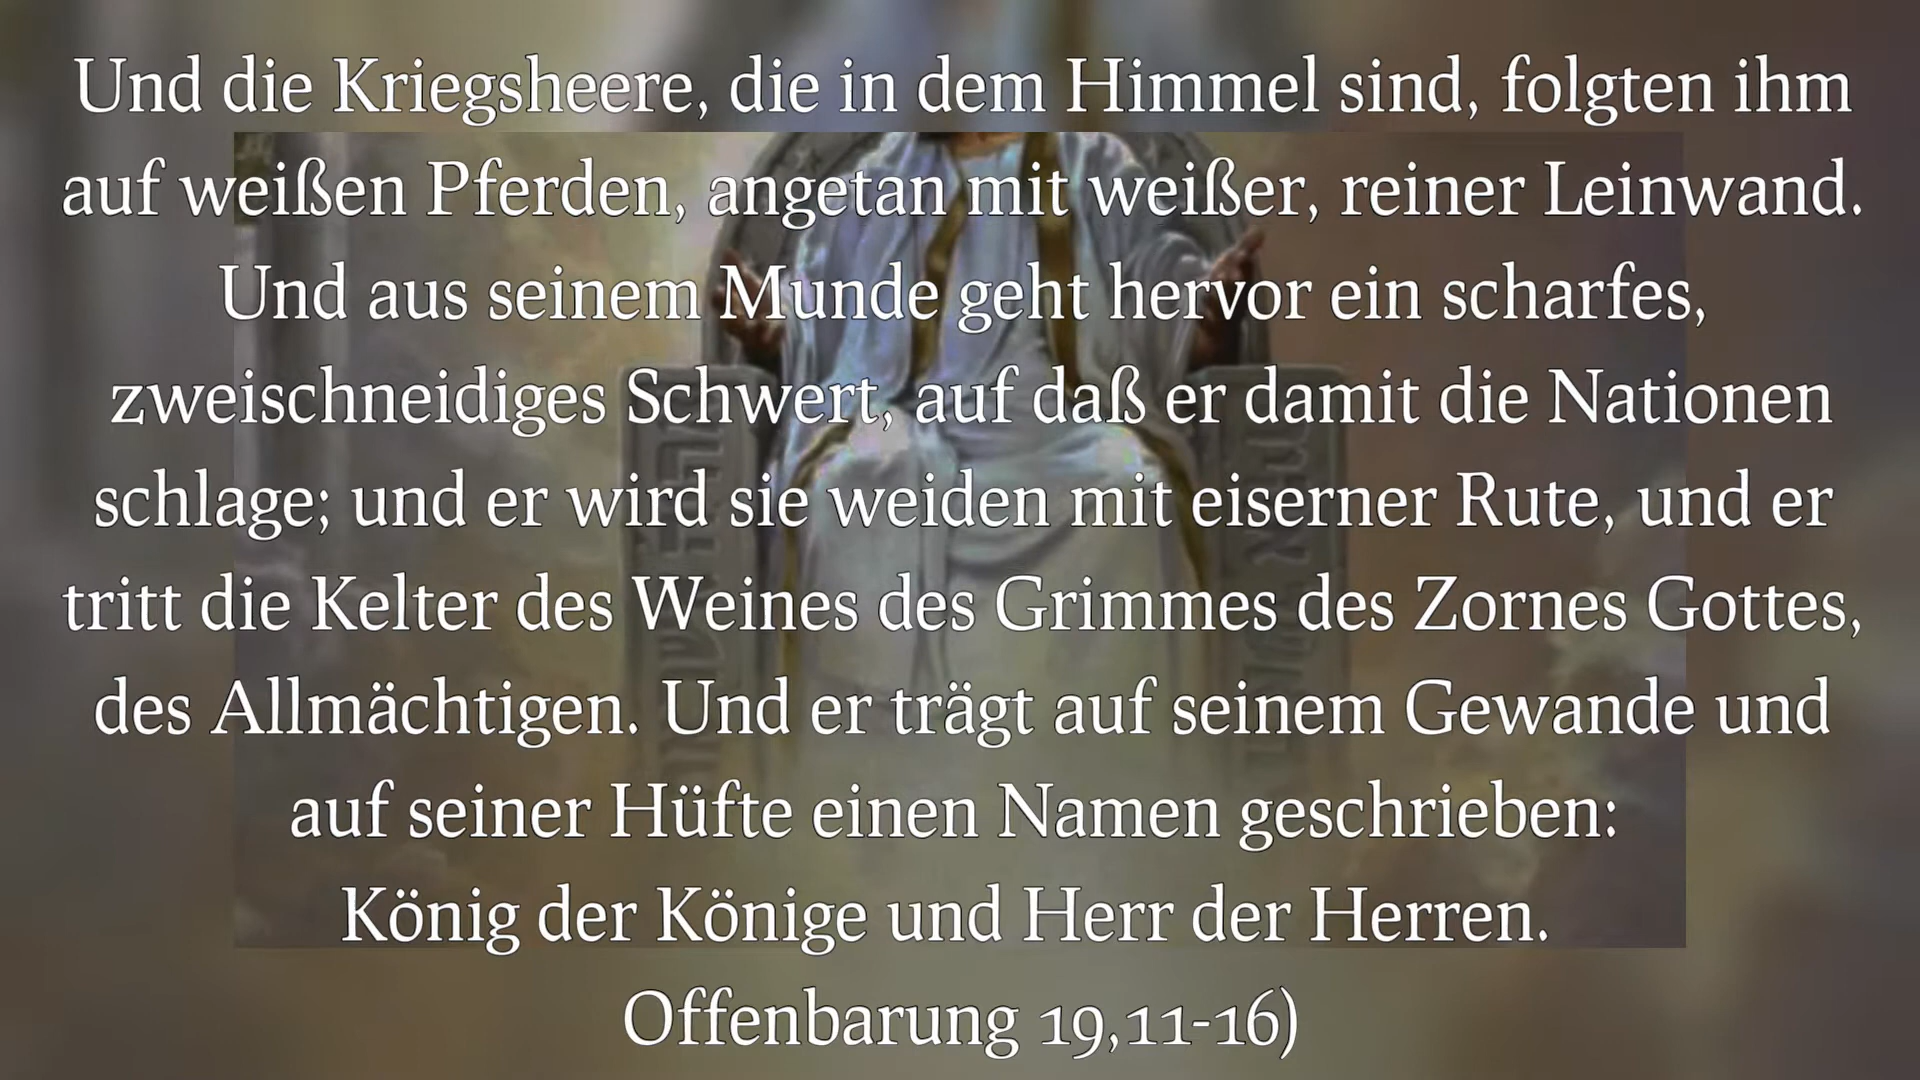 Und die Kriegsheere, die in dem Himmel sind, folgten ihm
auf weißen Pferden, angetan mit weißer, reiner Leinwand.
Und aus seinem Munde geht hervor ein scharfes,
zweischneidiges Schwert, auf daß er damit die Nationen
schlage; und er wird sie weiden mit eiserner Rute, und er
tritt die Kelter des Weines des Grimmes des Zornes Gottes,
des Allmächtigen. Und er trägt auf seinem Gewande und
auf seiner Hüfte einen Namen geschrieben:
König der Könige und Herr der Herren.
Offenbarung 19,11-16)